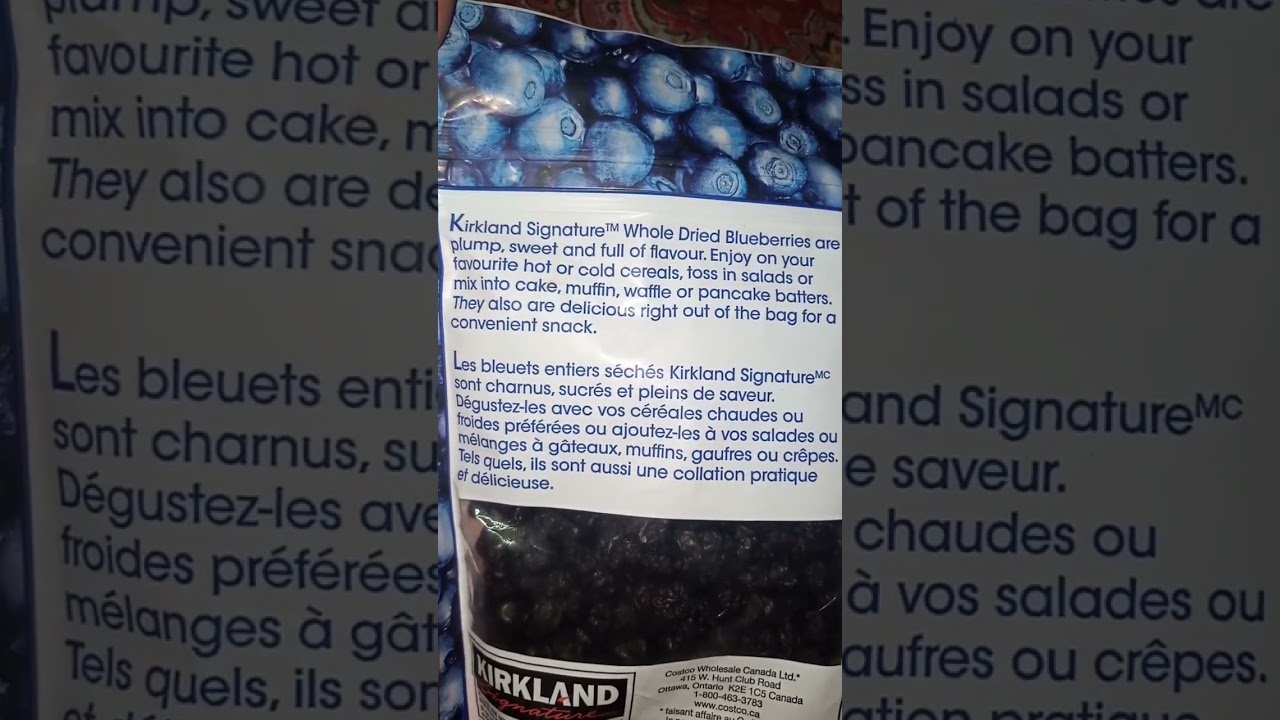 Kirkland Signature™ Whole Dried Blueberries are
plump, sweet and full of flavour. Enjoy on your
favourite hot or cold cereals, toss in salads or
mix into cake, muffin, waffle or pancake batters.
They also are delicious right out of the bag for a
convenient snack.
Les bleuets entiers séchés Kirkland Signatureᴹᶜ
sont charnus, sucrés et pleins de saveur.
Dégustez-les avec vos céréales chaudes ou
froides préférées ou ajoutez-les à vos salades ou
mélanges à gâteaux, muffins, gaufres ou crêpes.
Tels quels, ils sont aussi une collation pratique
et délicieuse.
KIRKLAND
Signature
Costco Wholesale Canada Ltd.*
415 W. Hunt Club Road
Ottawa, Ontario K2E 1C5 Canada
1-800-463-3783
www.costco.ca
* faisant affaire au